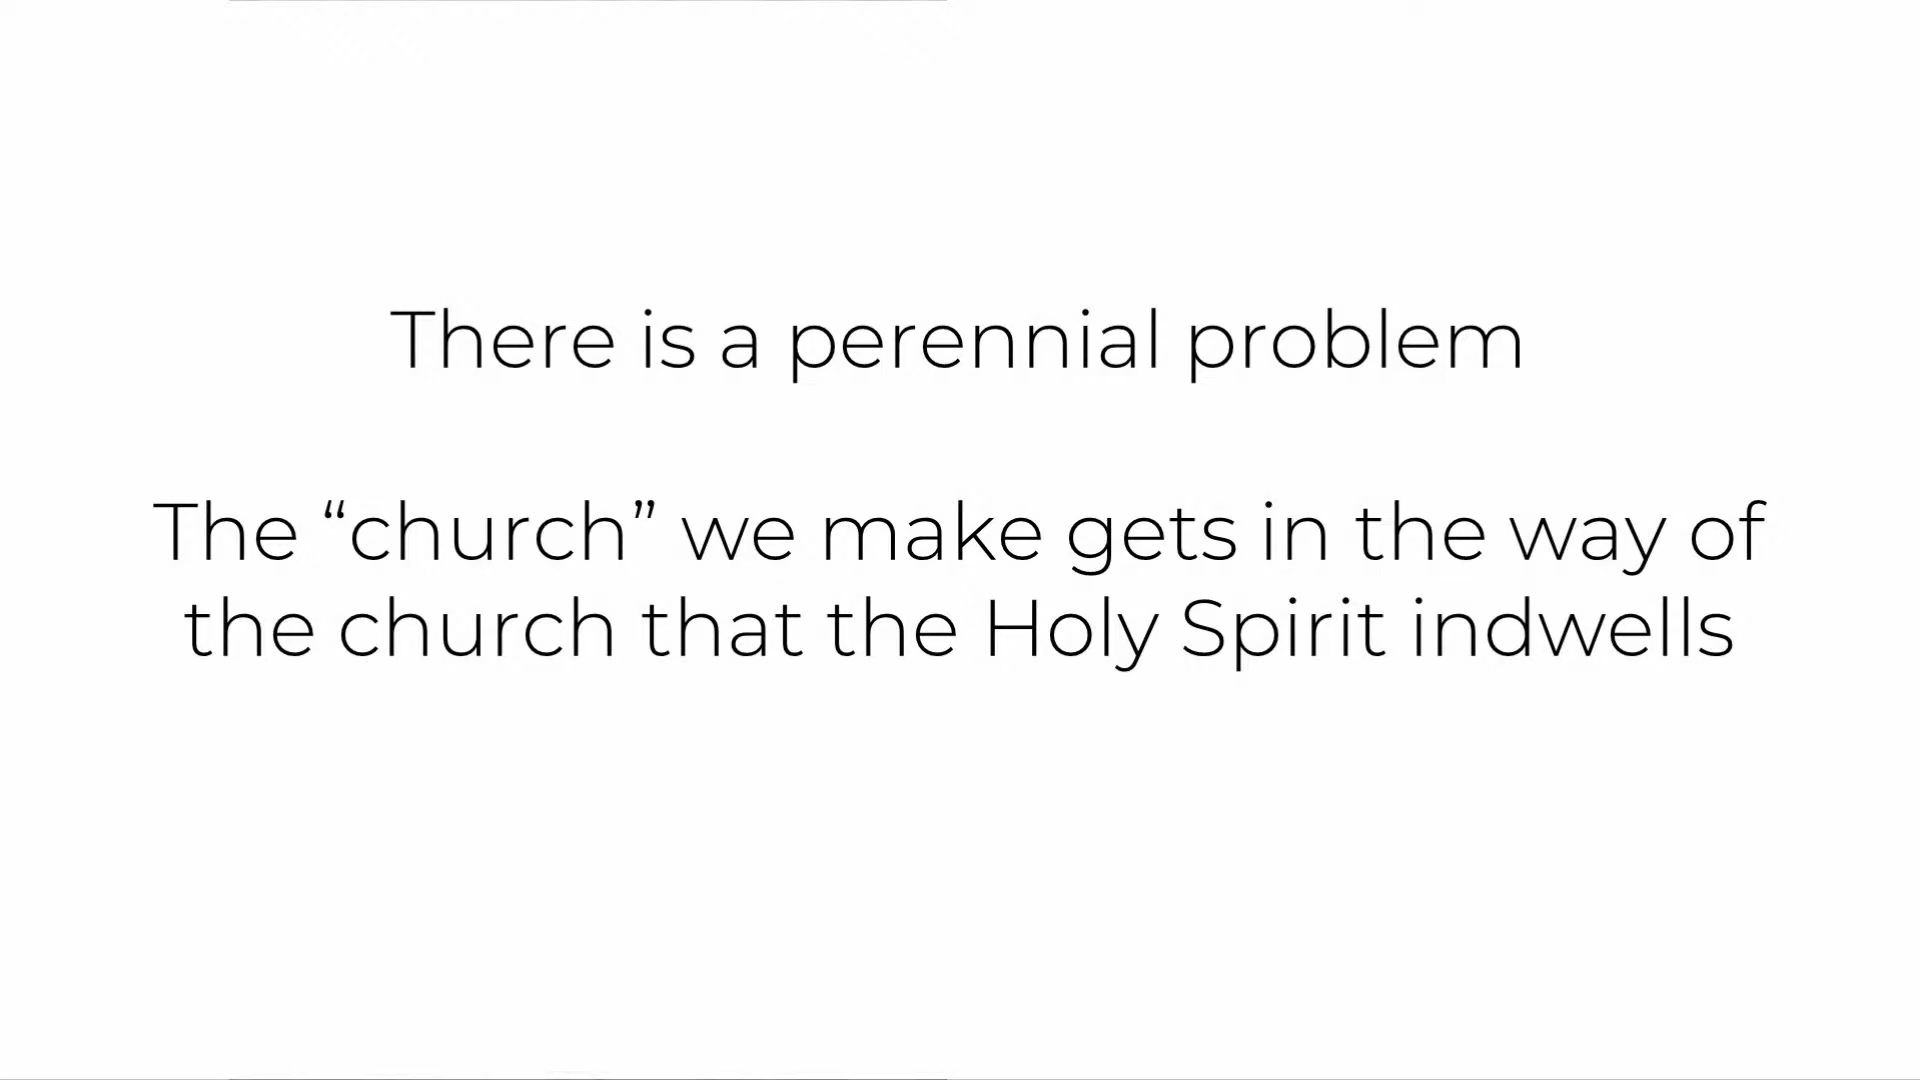 There is a perennial problem
The “church” we make gets in the way of
the church that the Holy Spirit indwells